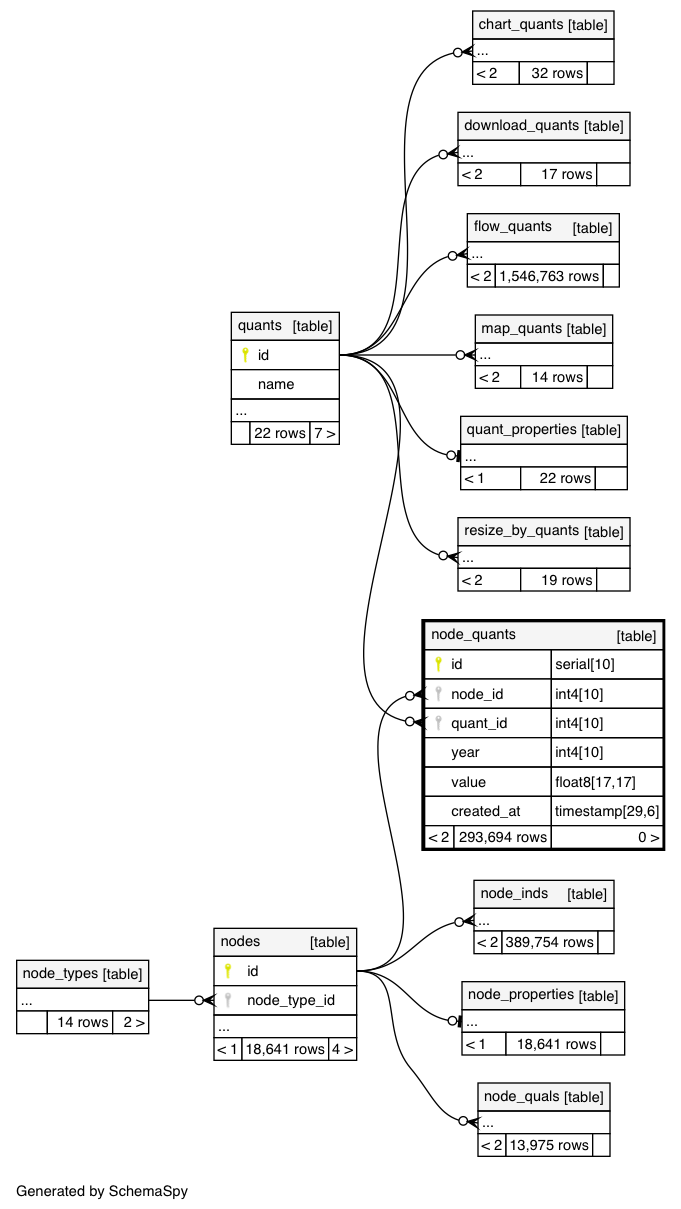 chart_quants [table]
...
< 2 32 rows
download_quants [table]
...
< 2 17 rows
flow_quants [table]
...
< 2 1,546,763 rows
map_quants [table]
...
< 2 14 rows
quants [table]
id
name
...
22 rows 7 >
quant_properties [table]
...
< 1 22 rows
resize_by_quants [table]
...
< 2 19 rows
node_quants [table]
id serial[10]
node_id int4[10]
quant_id int4[10]
year int4[10]
value float8[17,17]
created_at timestamp[29,6]
< 2 293,694 rows 0 >
node_inds [table]
...
< 2 389,754 rows
nodes [table]
id
node_type_id
...
< 1 18,641 rows 4 >
node_types [table]
...
14 rows 2 >
node_properties [table]
...
< 1 18,641 rows
node_quals [table]
...
< 2 13,975 rows
Generated by SchemaSpy